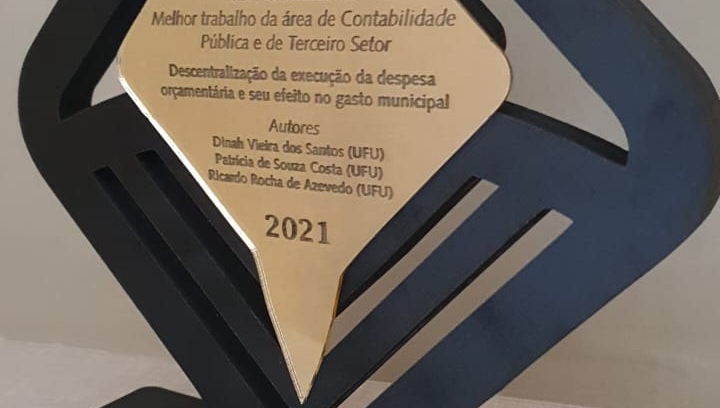 Melhor trabalho da área de Contabilidade
Pública e de Terceiro Setor
Descentralização da execução da despesa
orçamentária e seu efeito no gasto municipal
Autores
Dinah Vieira dos Santos (UFU)
Patrícia de Souza Costa (UFU)
Ricardo Rocha de Azevedo (UFU)
2021